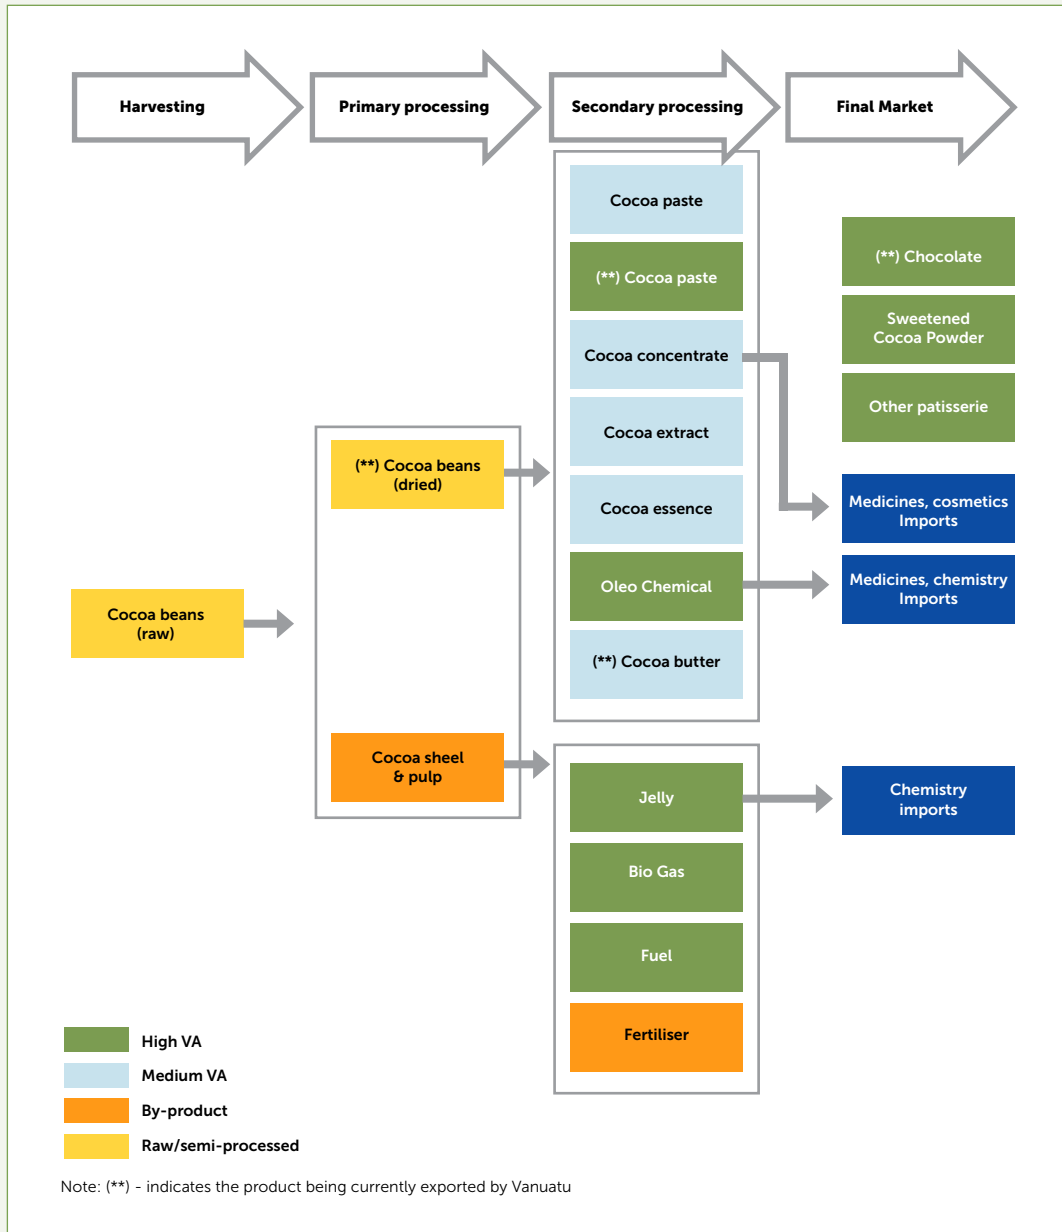 Harvesting
Primary processing
Secondary processing
Final Market
Cocoa paste
(**) Cocoa paste
Cocoa concentrate
Cocoa extract
Cocoa essence
Oleo Chemical
(**) Cocoa butter
(**) Chocolate
Sweetened
Cocoa Powder
Other patisserie
Medicines, cosmetics
Imports
Medicines, chemistry
Imports
(**) Cocoa beans
(dried)
Cocoa beans
(raw)
Cocoa sheel
& pulp
Jelly
Bio Gas
Fuel
Fertiliser
Chemistry
imports
High VA
Medium VA
By-product
Raw/semi-processed
Note: (**) - indicates the product being currently exported by Vanuatu